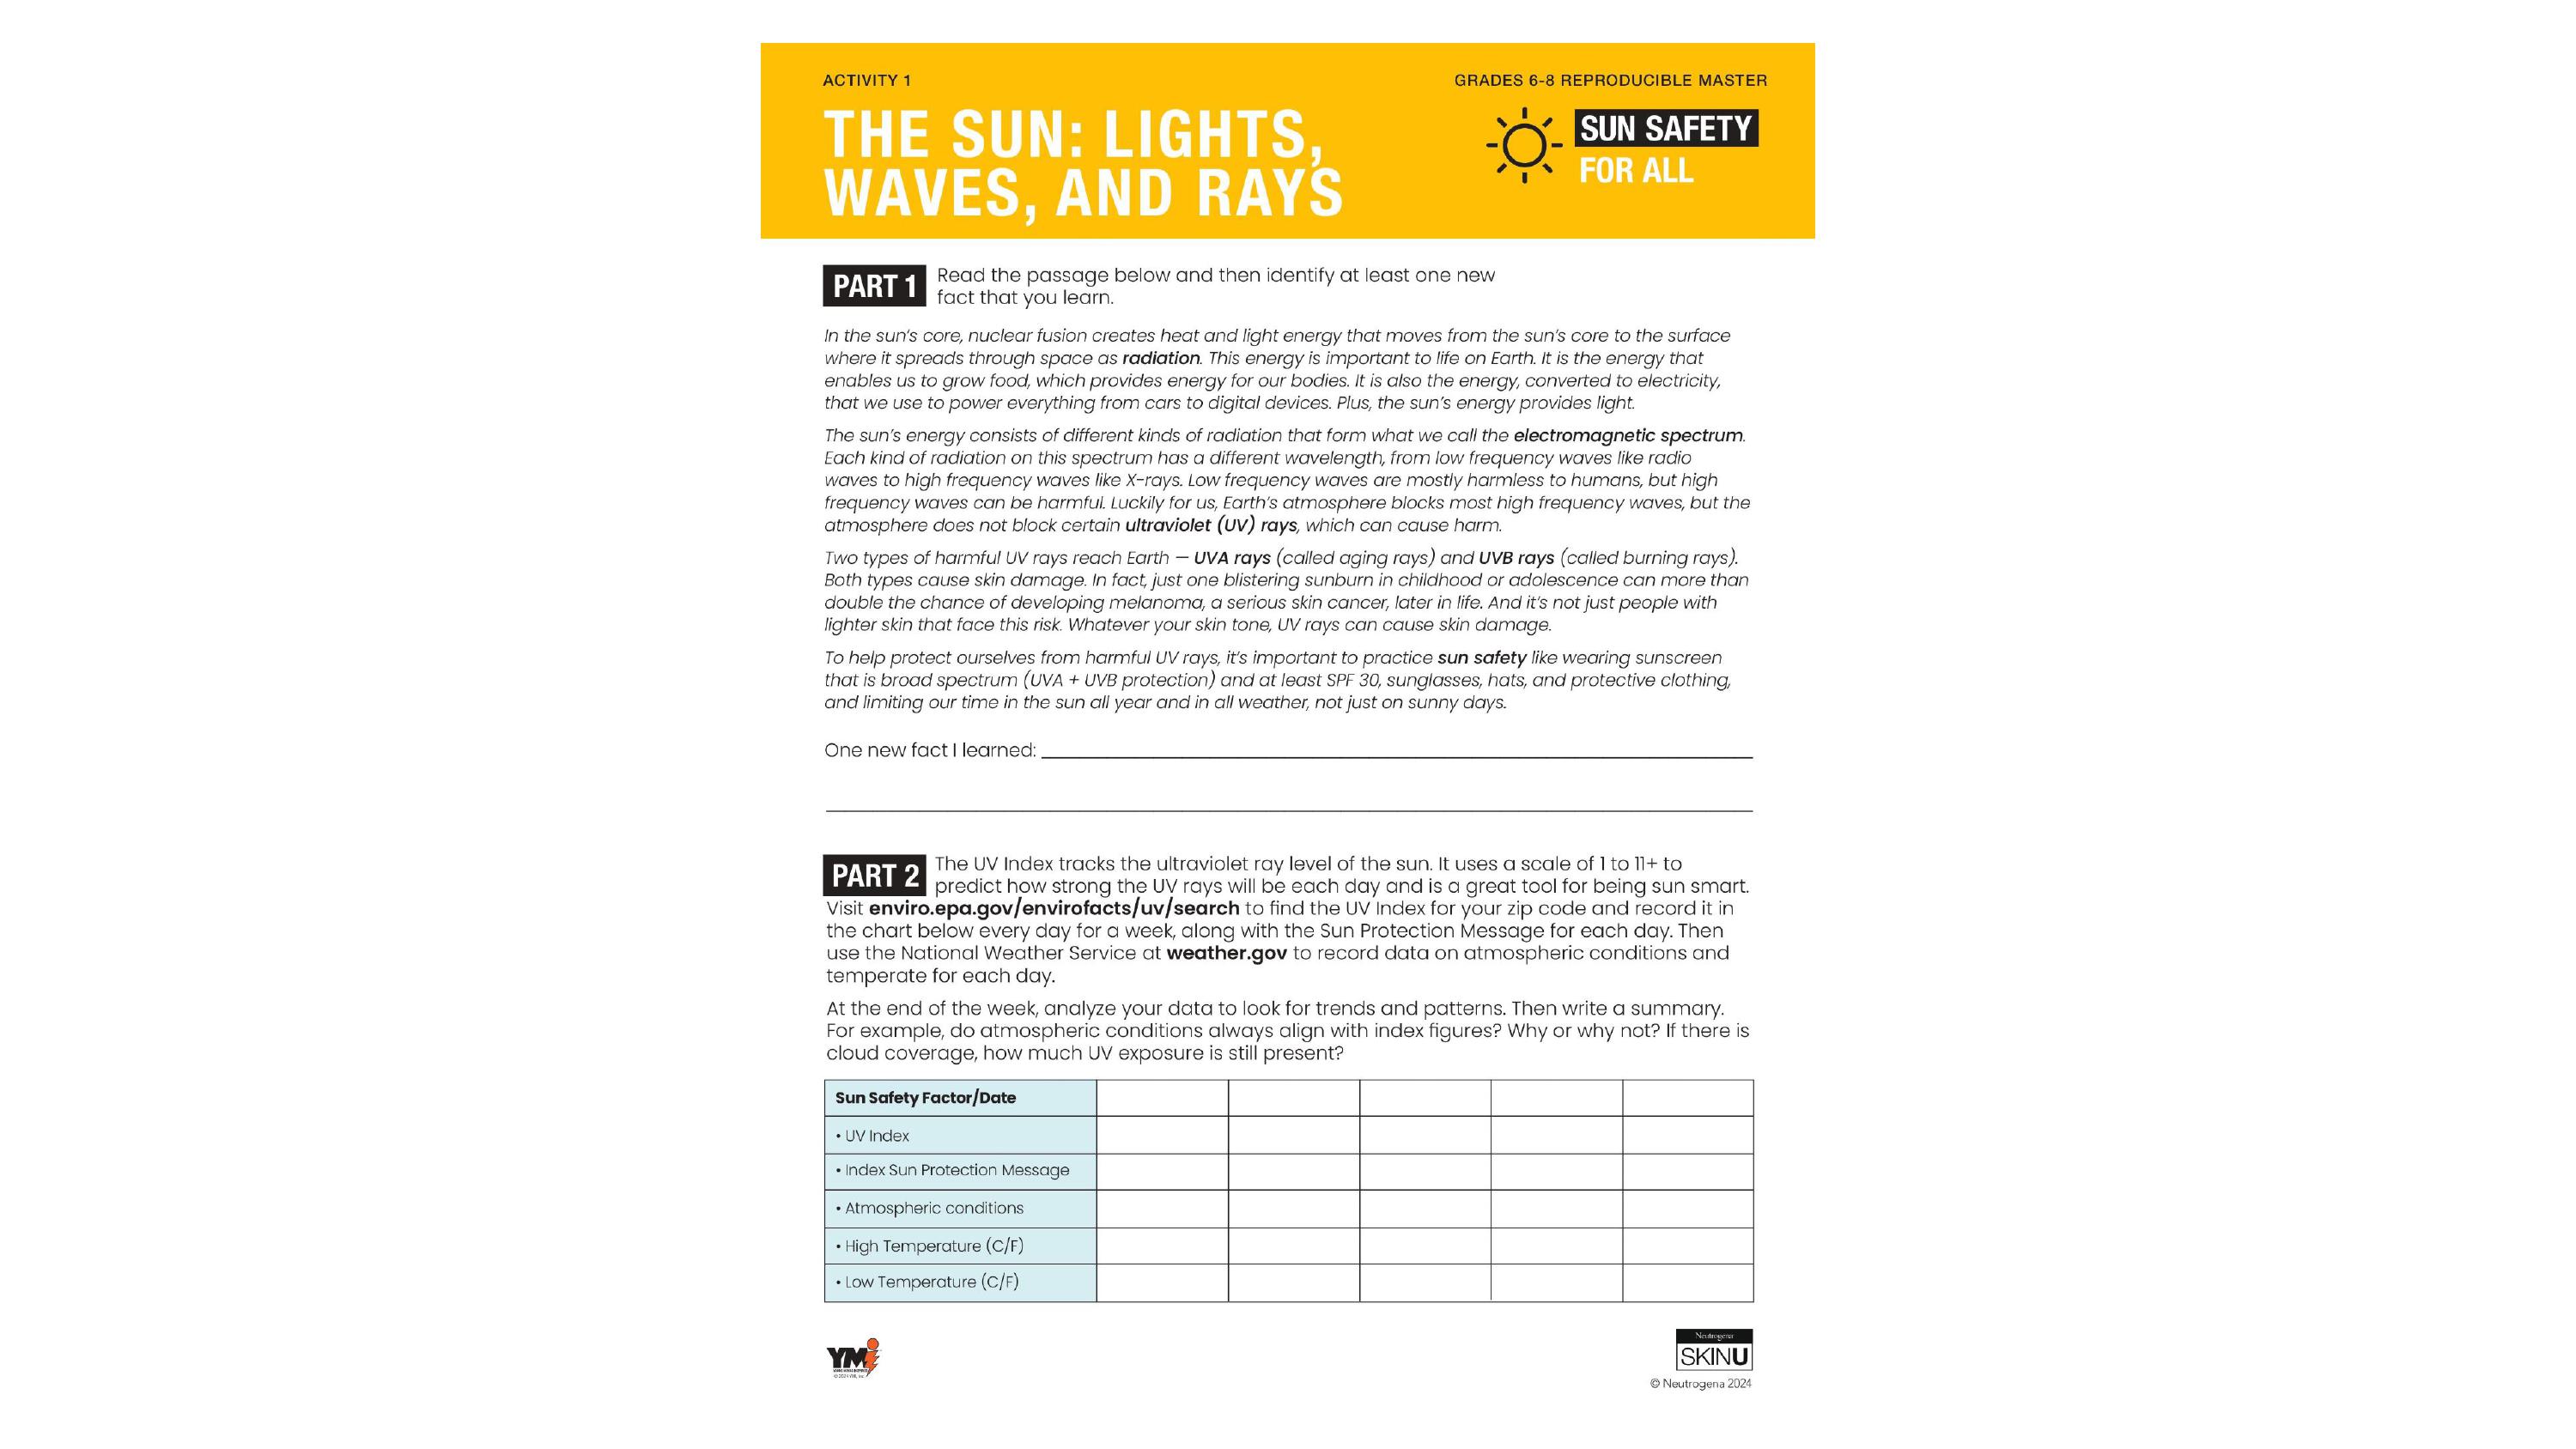 ACTIVITY 1
GRADES 6-8 REPRODUCIBLE MASTER
THE SUN: LIGHTS,
WAVES, AND RAYS
SUN SAFETY
FOR ALL
PART 1
Read the passage below and then identify at least one new
fact that you learn.
In the sun's core, nuclear fusion creates heat and light energy that moves from the sun's core to the surface
where it spreads through space as radiation. This energy is important to life on Earth. It is the energy that
enables us to grow food, which provides energy for our bodies. It is also the energy, converted to electricity,
that we use to power everything from cars to digital devices. Plus, the sun's energy provides light.
The sun's energy consists of different kinds of radiation that form what we call the electromagnetic spectrum.
Each kind of radiation on this spectrum has a different wavelength, from low frequency waves like radio
waves to high frequency waves like X-rays. Low frequency waves are mostly harmless to humans, but high
frequency waves can be harmful. Luckily for us, Earth's atmosphere blocks most high frequency waves, but the
atmosphere does not block certain ultraviolet (UV) rays, which can cause harm.
Two types of harmful UV rays reach Earth — UVA rays (called aging rays) and UVB rays (called burning rays).
Both types cause skin damage. In fact, just one blistering sunburn in childhood or adolescence can more than
double the chance of developing melanoma, a serious skin cancer, later in life. And it's not just people with
lighter skin that face this risk. Whatever your skin tone, UV rays can cause skin damage.
To help protect ourselves from harmful UV rays, it's important to practice sun safety like wearing sunscreen
that is broad spectrum (UVA + UVB protection) and at least SPF 30, sunglasses, hats, and protective clothing,
and limiting our time in the sun all year and in all weather, not just on sunny days.
One new fact I learned:
PART 2
The UV Index tracks the ultraviolet ray level of the sun. It uses a scale of 1 to 11+ to
predict how strong the UV rays will be each day and is a great tool for being sun smart.
Visit enviro.epa.gov/envirofacts/uv/search to find the UV Index for your zip code and record it in
the chart below every day for a week, along with the Sun Protection Message for each day. Then
use the National Weather Service at weather.gov to record data on atmospheric conditions and
temperate for each day.
At the end of the week, analyze your data to look for trends and patterns. Then write a summary.
For example, do atmospheric conditions always align with index figures? Why or why not? If there is
cloud coverage, how much UV exposure is still present?
Sun Safety Factor/Date
• UV Index
• Index Sun Protection Message
• Atmospheric conditions
• High Temperature (C/F)
• Low Temperature (C/F)
YMi
© 2024 YMI, Inc.
Neutrogena
SKINU
© Neutrogena 2024